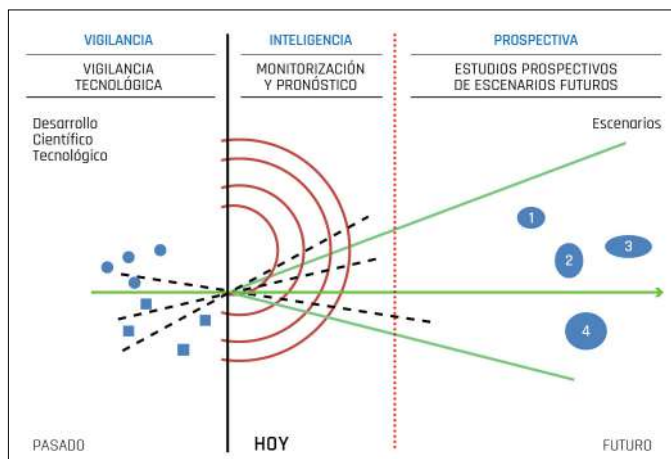 VIGILANCIA
INTELIGENCIA
PROSPECTIVA
VIGILANCIA
TECNOLÓGICA
MONITORIZACIÓN
Y PRONÓSTICO
ESTUDIOS PROSPECTIVOS
DE ESCENARIOS FUTUROS
Desarrollo
Científico
Tecnológico
Escenarios
1
2
3
4
PASADO
HOY
FUTURO